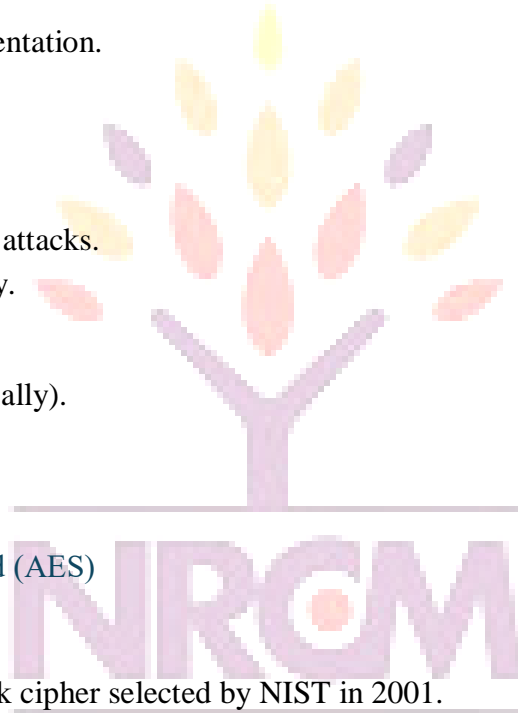 entation.
attacks.
y.
ally).
d (AES)
NRCM
k cipher selected by NIST in 2001.